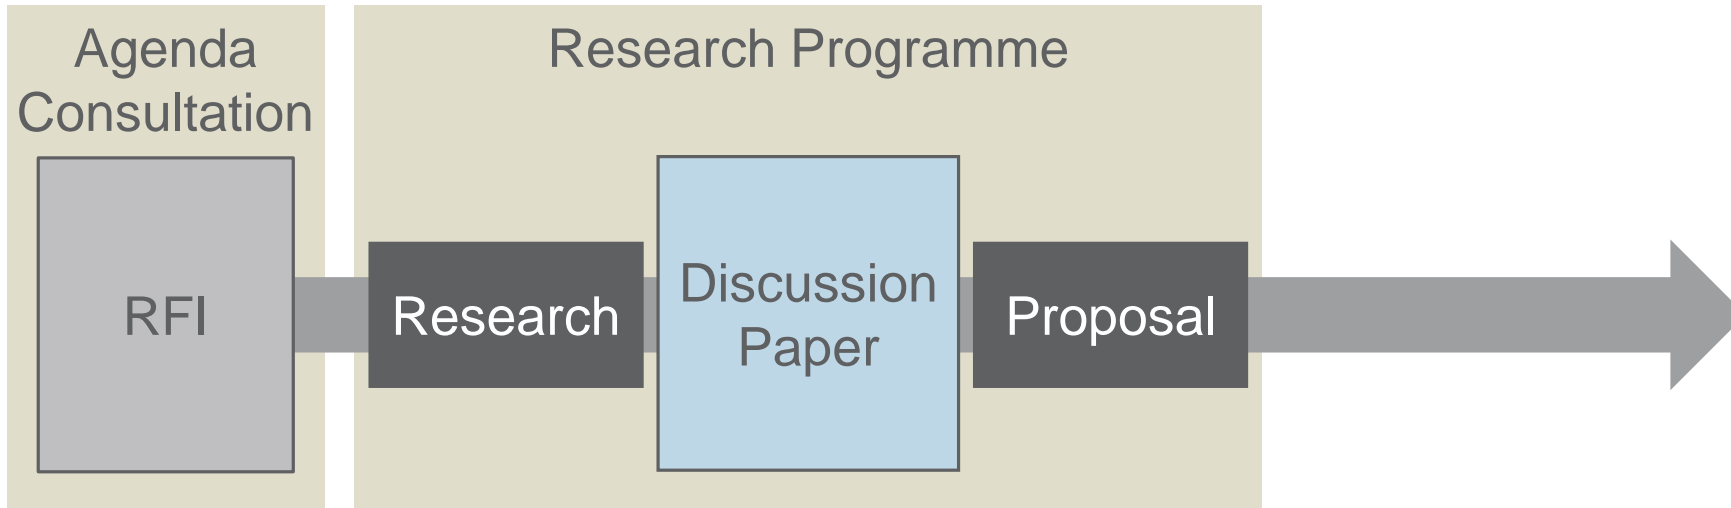 Agenda
Consultation
Research Programme
RFI
Research
Discussion
Paper
Proposal